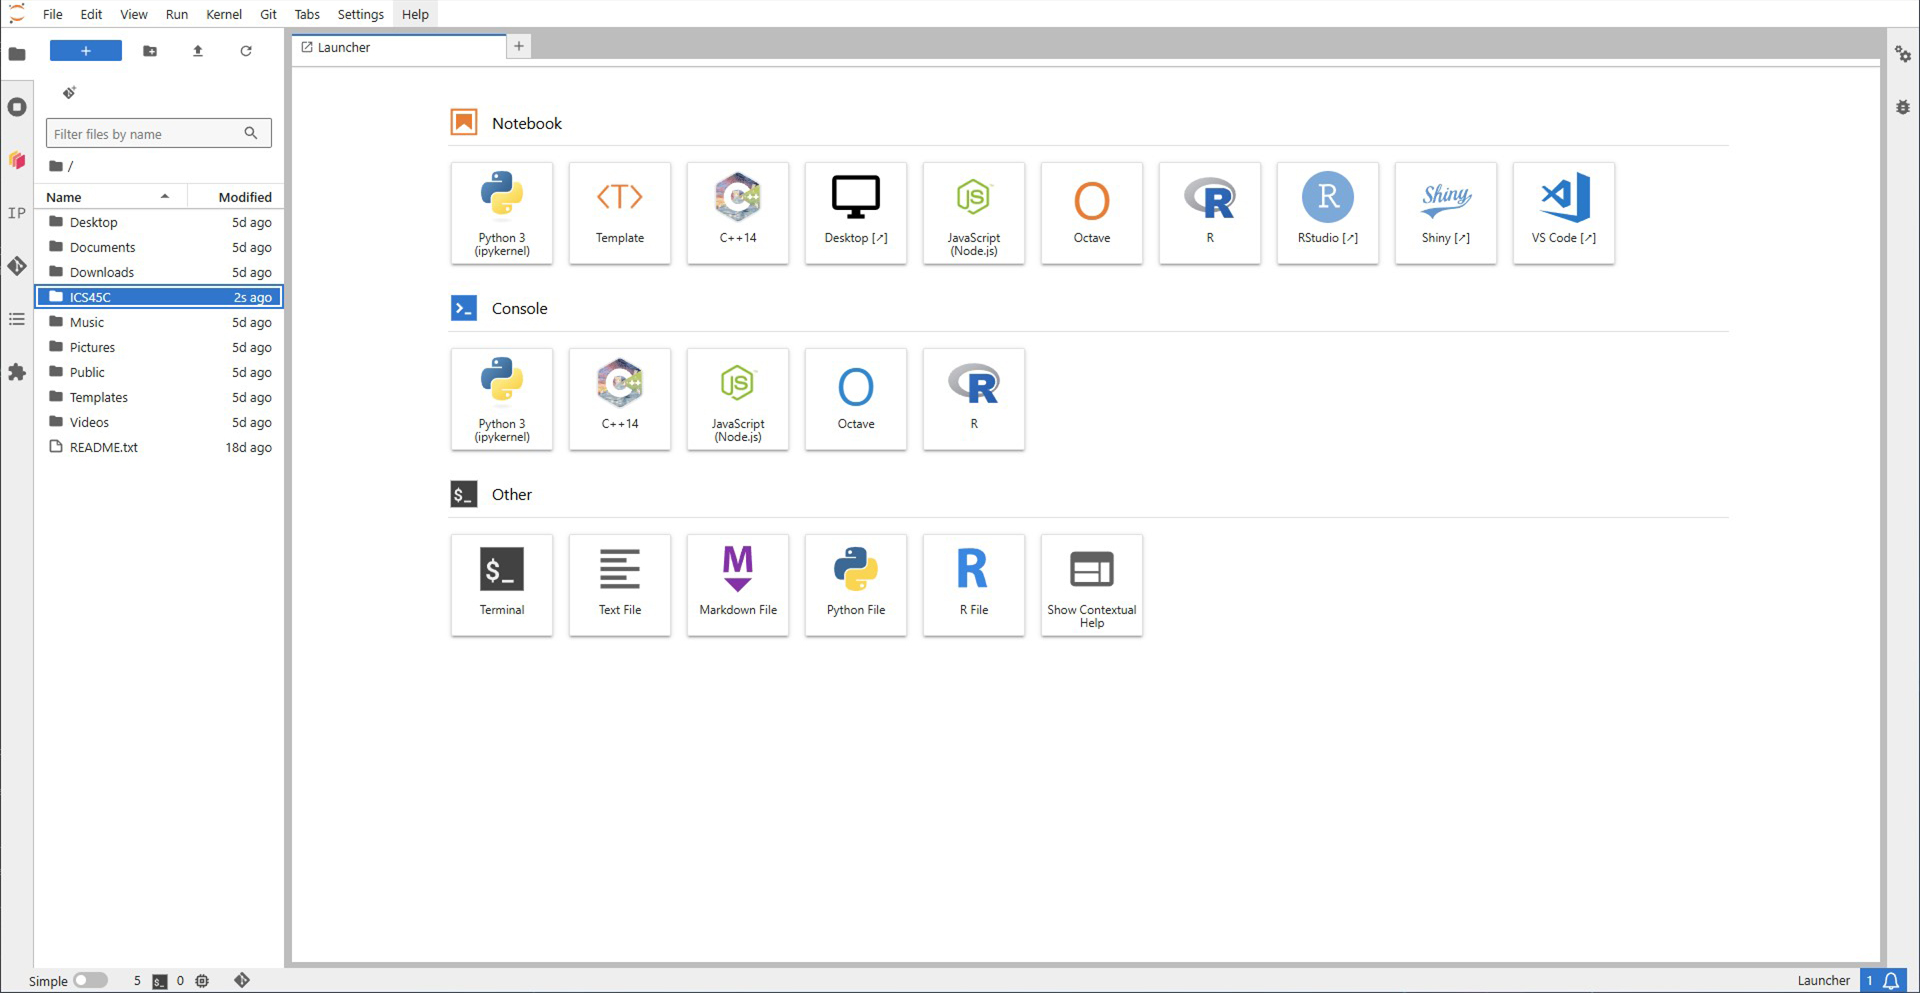 File Edit View Run Kernel Git Tabs Settings Help
+
Launcher
+
Filter files by name
/
Name Modified
Desktop 5d ago
Documents 5d ago
Downloads 5d ago
ICS45C 2s ago
Music 5d ago
Pictures 5d ago
Public 5d ago
Templates 5d ago
Videos 5d ago
README.txt 18d ago
IP
Notebook
Python 3 (ipykernel)
<T> Template
C C++14
Desktop [↗]
JS JavaScript (Node.js)
O Octave
R R
R RStudio [↗]
Shiny Shiny [↗]
VS Code [↗]
>_ Console
Python 3 (ipykernel)
C C++14
JS JavaScript (Node.js)
O Octave
R R
$_ Other
$_ Terminal
Text File
M Markdown File
Python File
R R File
Show Contextual Help
Simple 5 $_ 0
Launcher 1